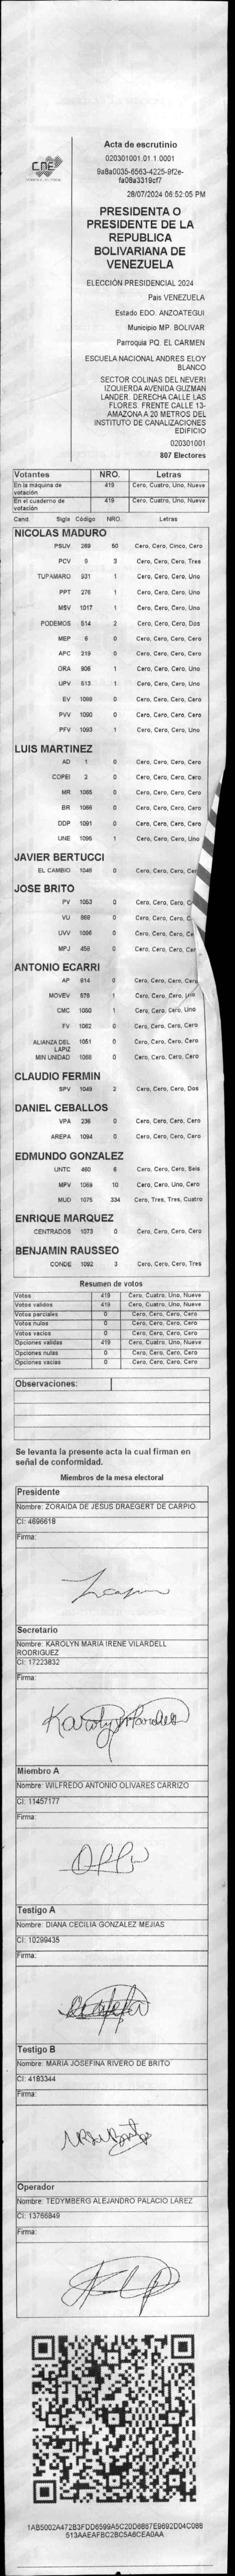 CNE
Acta de escrutinio
020301001.01.1.0001
9a8a0035-6563-4225-9f2e-
fa08a3319cf7
28/07/2024 06:52:05 PM
PRESIDENTA O
PRESIDENTE DE LA
REPUBLICA
BOLIVARIANA DE
VENEZUELA
ELECCIÓN PRESIDENCIAL 2024
Pais VENEZUELA
Estado EDO. ANZOATEGUI
Municipio MP. BOLIVAR
Parroquia PQ. EL CARMEN
ESCUELA NACIONAL ANDRES ELOY
BLANCO
SECTOR COLINAS DEL NEVERI
IZQUIERDA AVENIDA GUZMAN
LANDER. DERECHA CALLE LAS
FLORES. FRENTE CALLE 13-
AMAZONA A 20 METROS DEL
INSTITUTO DE CANALIZACIONES
EDIFICIO
020301001
807 Electores
Votantes NRO. Letras
En la máquina de votación 419 Cero, Cuatro, Uno, Nueve
En el cuaderno de votación 419 Cero, Cuatro, Uno, Nueve
Cand. Sigla Código NRO. Letras
NICOLAS MADURO
PSUV 269 50 Cero, Cero, Cinco, Cero
PCV 9 3 Cero, Cero, Cero, Tres
TUPAMARO 931 1 Cero, Cero, Cero, Uno
PPT 276 1 Cero, Cero, Cero, Uno
MSV 1017 1 Cero, Cero, Cero, Uno
PODEMOS 514 2 Cero, Cero, Cero, Dos
MEP 6 0 Cero, Cero, Cero, Cero
APC 219 0 Cero, Cero, Cero, Cero
ORA 906 1 Cero, Cero, Cero, Uno
UPV 513 1 Cero, Cero, Cero, Uno
EV 1089 0 Cero, Cero, Cero, Cero
PVV 1090 0 Cero, Cero, Cero, Cero
PFV 1093 1 Cero, Cero, Cero, Uno
LUIS MARTINEZ
AD 1 0 Cero, Cero, Cero, Cero
COPEI 2 0 Cero, Cero, Cero, Cero
MR 1065 0 Cero, Cero, Cero, Cero
BR 1066 0 Cero, Cero, Cero, Cero
DDP 1091 0 Cero, Cero, Cero, Cero
UNE 1095 1 Cero, Cero, Cero, Uno
JAVIER BERTUCCI
EL CAMBIO 1048 0 Cero, Cero, Cero, Cer
JOSE BRITO
PV 1053 0 Cero, Cero, Cero, C
VU 868 0 Cero, Cero, Cero, C
UVV 1096 0 Cero, Cero, Cero, Ce
MPJ 458 0 Cero, Cero, Cero, Cer
ANTONIO ECARRI
AP 914 0 Cero, Cero, Cero, Cero
MOVEV 878 1 Cero, Cero, Cero, Uno
CMC 1050 1 Cero, Cero, Cero, Uno
FV 1062 0 Cero, Cero, Cero, Cero
ALIANZA DEL LAPIZ 1051 0 Cero, Cero, Cero, Cero
MIN UNIDAD 1068 0 Cero, Cero, Cero, Cero
CLAUDIO FERMIN
SPV 1049 2 Cero, Cero, Cero, Dos
DANIEL CEBALLOS
VPA 236 0 Cero, Cero, Cero, Cero
AREPA 1094 0 Cero, Cero, Cero, Cero
EDMUNDO GONZALEZ
UNTC 460 6 Cero, Cero, Cero, Seis
MPV 1069 10 Cero, Cero, Uno, Cero
MUD 1075 334 Cero, Tres, Tres, Cuatro
ENRIQUE MARQUEZ
CENTRADOS 1073 0 Cero, Cero, Cero, Cero
BENJAMIN RAUSSEO
CONDE 1092 3 Cero, Cero, Cero, Tres
Resumen de votos
Votos 419 Cero, Cuatro, Uno, Nueve
Votos validos 419 Cero, Cuatro, Uno, Nueve
Votos parciales 0 Cero, Cero, Cero, Cero
Votos nulos 0 Cero, Cero, Cero, Cero
Votos vacios 0 Cero, Cero, Cero, Cero
Opciones validas 419 Cero, Cuatro, Uno, Nueve
Opciones nulas 0 Cero, Cero, Cero, Cero
Opciones vacias 0 Cero, Cero, Cero, Cero
Observaciones:
Se levanta la presente acta la cual firman en
señal de conformidad.
Miembros de la mesa electoral
Presidente
Nombre: ZORAIDA DE JESUS DRAEGERT DE CARPIO
CI: 4696618
Firma:
Secretario
Nombre: KAROLYN MARIA IRENE VILARDELL
RODRIGUEZ
CI: 17223832
Firma:
Miembro A
Nombre: WILFREDO ANTONIO OLIVARES CARRIZO
CI: 11457177
Firma:
Testigo A
Nombre: DIANA CECILIA GONZALEZ MEJIAS
CI: 10299435
Firma:
Testigo B
Nombre: MARIA JOSEFINA RIVERO DE BRITO
CI: 4183344
Firma:
Operador
Nombre: TEDYMBERG ALEJANDRO PALACIO LAREZ
CI: 13766849
Firma:
1AB5002A472B3FDD6599A5C20D6867E9692D04C088
513AAEAFBC2BC5A6CEA0AA